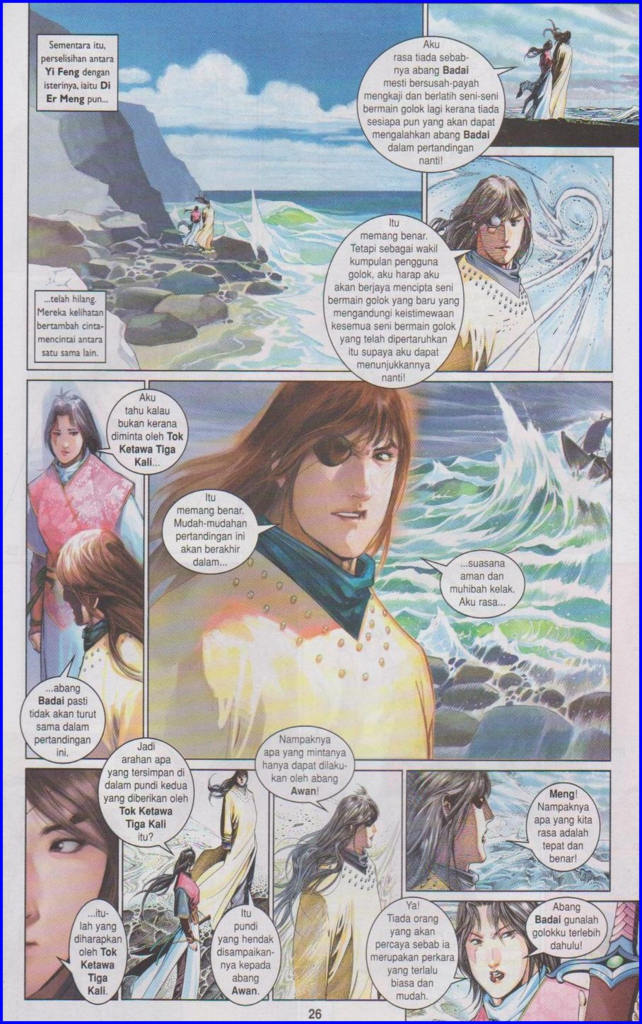 Sementara itu,
perselisihan antara
Yi Feng dengan
isterinya, iaitu Di
Er Meng pun...
Aku
rasa tiada sebab-
nya abang Badai
mesti bersusah-payah
mengkaji dan berlatih seni-seni
bermain golok lagi kerana tiada
sesiapa pun yang akan dapat
mengalahkan abang Badai
dalam pertandingan
nanti!
Itu
memang benar.
Tetapi sebagai wakil
kumpulan pengguna
golok, aku harap aku
akan berjaya mencipta seni
bermain golok yang baru yang
mengandungi keistimewaan
kesemua seni bermain golok
yang telah dipertaruhkan
itu supaya aku dapat
menunjukkannya
nanti!
...telah hilang.
Mereka kelihatan
bertambah cinta-
mencintai antara
satu sama lain.
Aku
tahu kalau
bukan kerana
diminta oleh Tok
Ketawa Tiga
Kali...
...abang
Badai pasti
tidak akan turut
sama dalam
pertandingan
ini.
Itu
memang benar.
Mudah-mudahan
pertandingan ini
akan berakhir
dalam...
...suasana
aman dan
muhibah kelak.
Aku rasa...
Jadi
arahan apa
yang tersimpan di
dalam pundi kedua
yang diberikan oleh
Tok Ketawa
Tiga Kali
itu?
...itu-
lah yang
diharapkan
oleh Tok
Ketawa
Tiga
Kali.
Itu
pundi
yang hendak
disampaikan-
nya kepada
abang
Awan.
Nampaknya
apa yang mintanya
hanya dapat dilaku-
kan oleh abang
Awan!
Ya!
Tiada orang
yang akan
percaya sebab ia
merupakan perkara
yang terlalu
biasa dan
mudah.
Meng!
Nampaknya
apa yang kita
rasa adalah
tepat dan
benar!
Abang
Badai gunalah
golokku terlebih
dahulu!
26